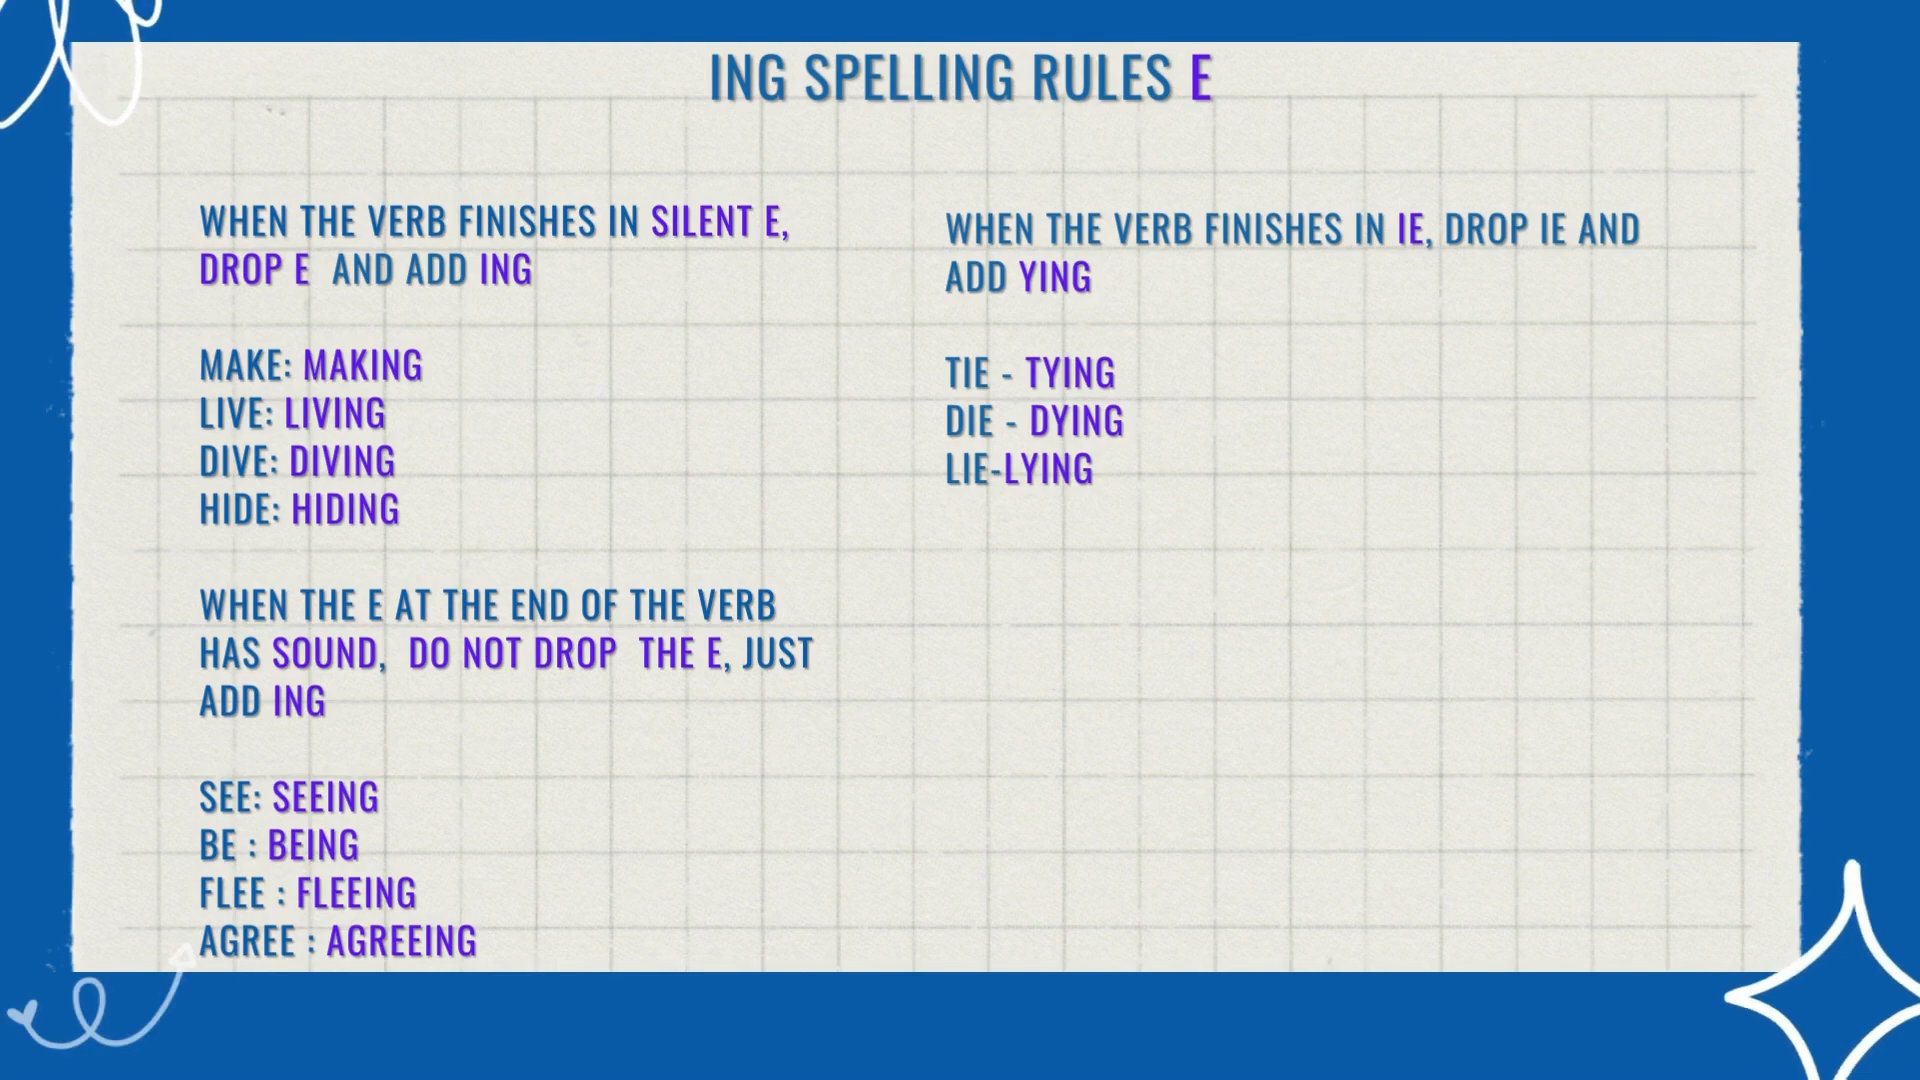 ING SPELLING RULES E
WHEN THE VERB FINISHES IN SILENT E,
DROP E AND ADD ING
MAKE: MAKING
LIVE: LIVING
DIVE: DIVING
HIDE: HIDING
WHEN THE E AT THE END OF THE VERB
HAS SOUND, DO NOT DROP THE E, JUST
ADD ING
SEE: SEEING
BE : BEING
FLEE : FLEEING
AGREE : AGREEING
WHEN THE VERB FINISHES IN IE, DROP IE AND
ADD YING
TIE - TYING
DIE - DYING
LIE-LYING